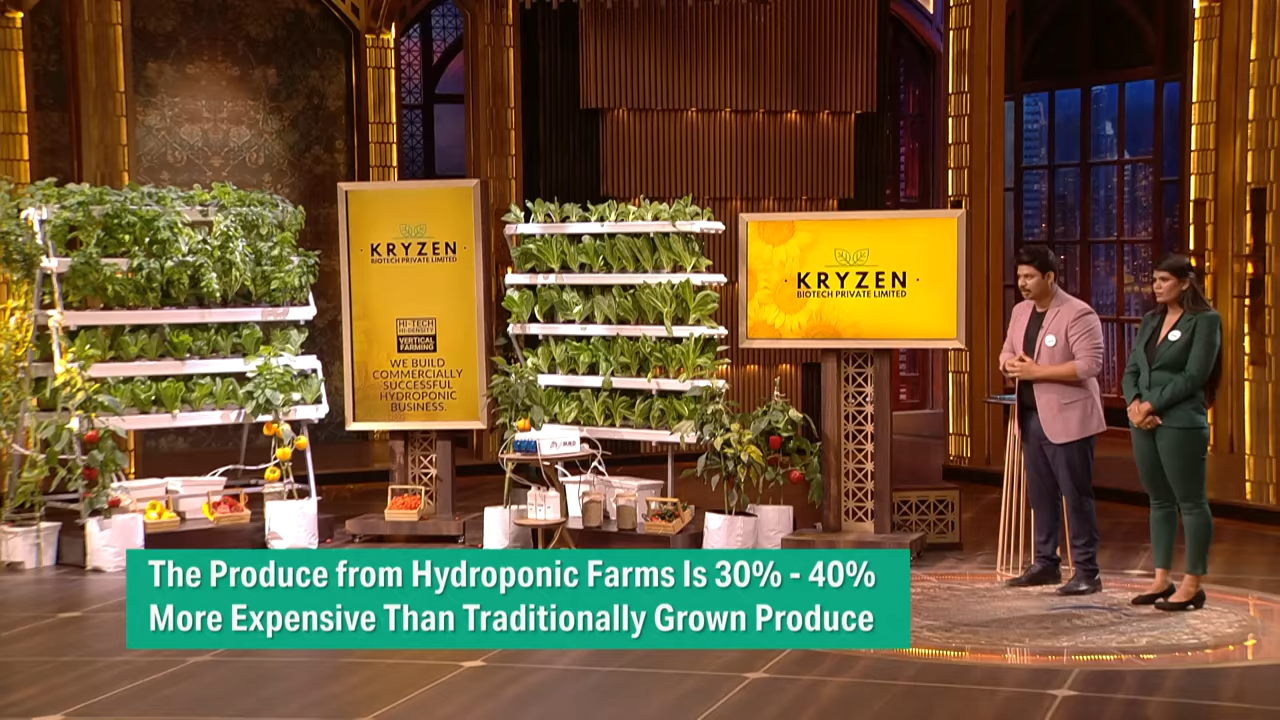 KRYZEN
BIOTECH PRIVATE LIMITED
HI-TECH
HI-DENSITY
VERTICAL
FARMING
WE BUILD
COMMERCIALLY
SUCCESSFUL
HYDROPONIC
BUSINESS.
KRYZEN
BIOTECH PRIVATE LIMITED
The Produce from Hydroponic Farms Is 30% - 40%
More Expensive Than Traditionally Grown Produce